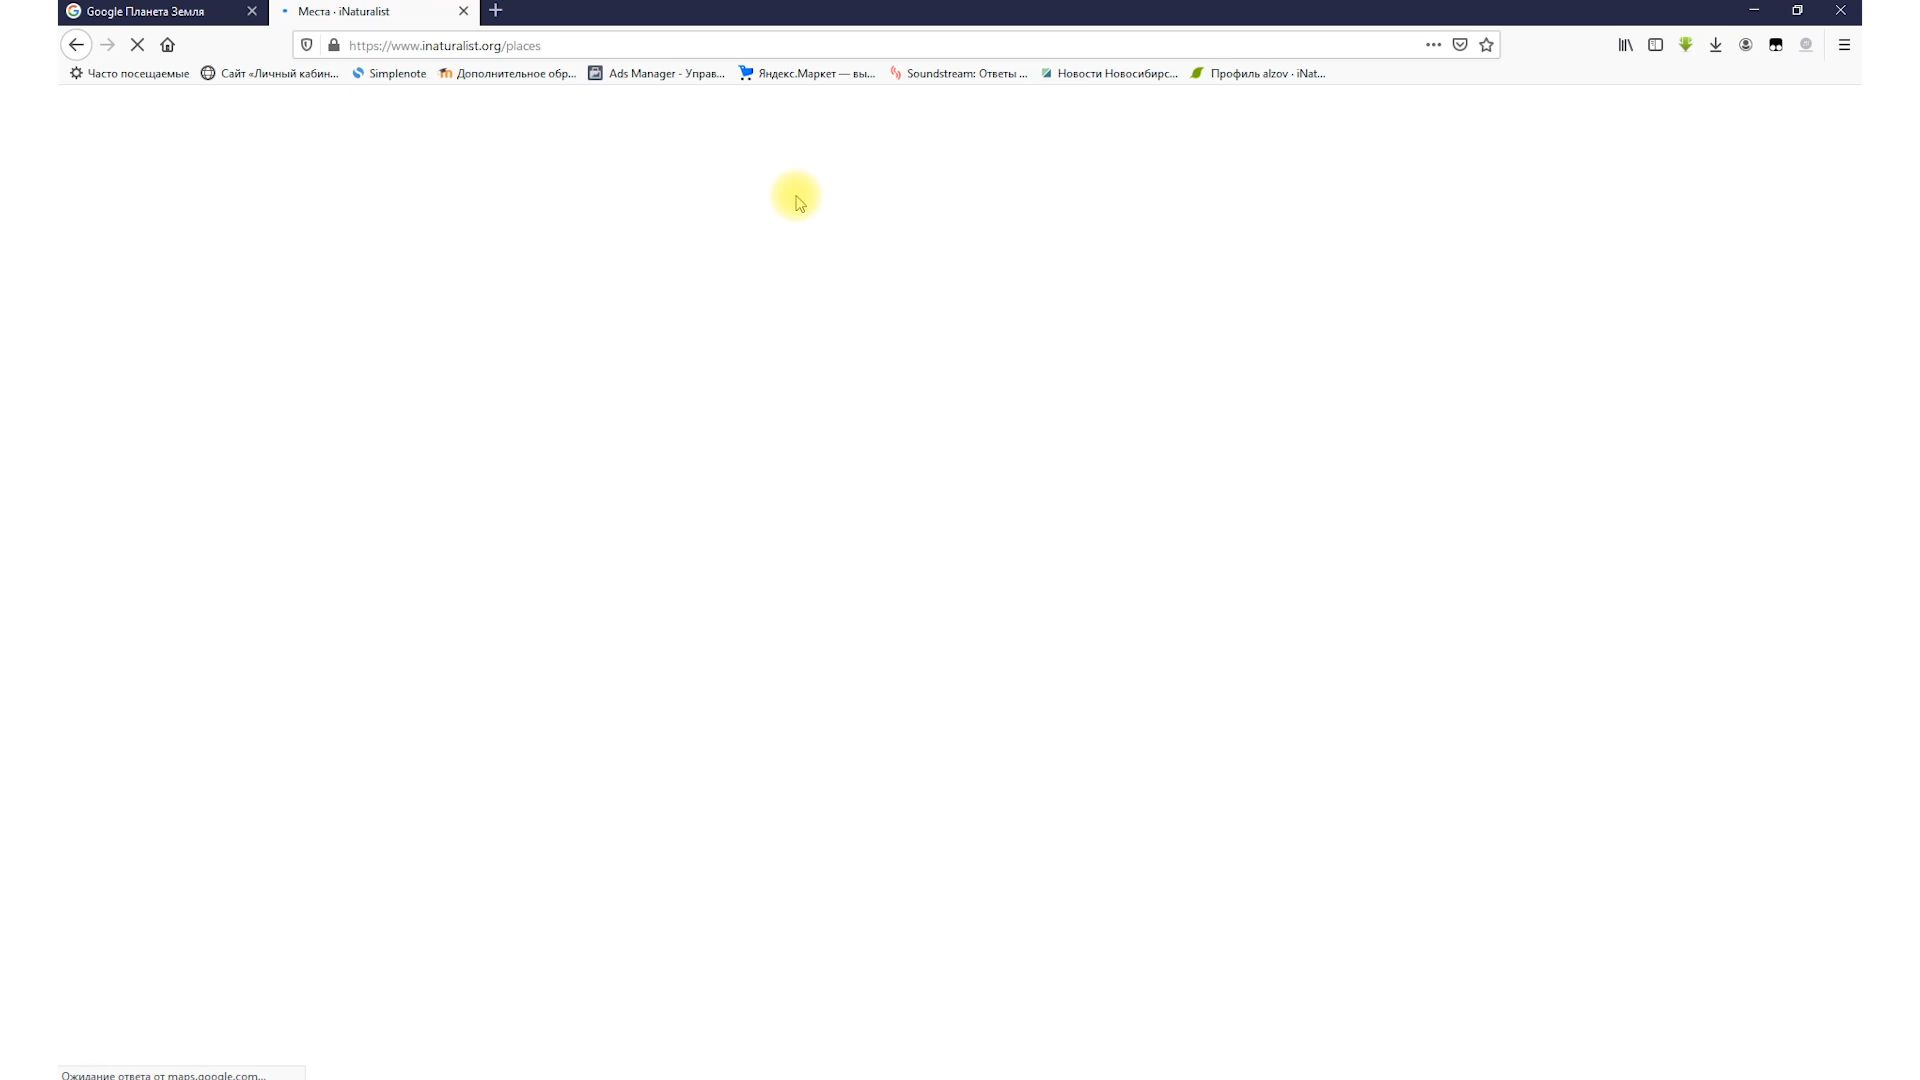 Google Планета Земля
Места · iNaturalist
https://www.inaturalist.org/places
Часто посещаемые
Сайт «Личный кабин...
Simplenote
Дополнительное обр...
Ads Manager - Управ...
Яндекс.Маркет — вы...
Soundstream: Ответы ...
Новости Новосибирс...
Профиль alzov · iNat...
Ожидание ответа от maps.google.com...